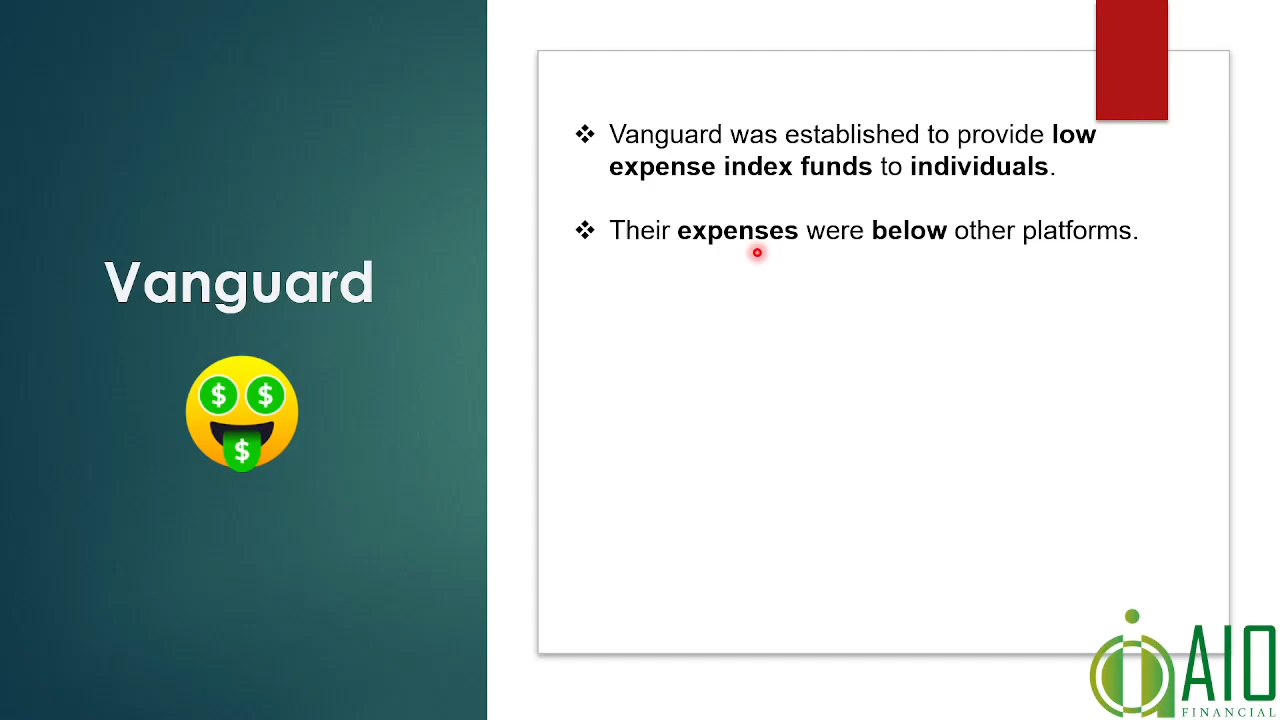 Vanguard
$ $
$
❖ Vanguard was established to provide low
expense index funds to individuals.
❖ Their expenses were below other platforms.
AIO
FINANCIAL